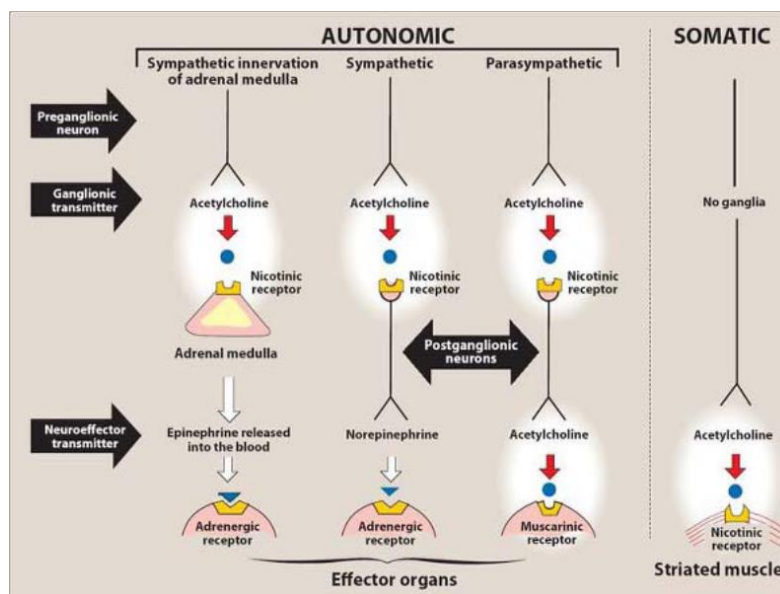 AUTONOMIC
SOMATIC
Sympathetic innervation
of adrenal medulla
Sympathetic
Parasympathetic
Preganglionic
neuron
Ganglionic
transmitter
Acetylcholine
Acetylcholine
Acetylcholine
No ganglia
Nicotinic
receptor
Nicotinic
receptor
Nicotinic
receptor
Adrenal medulla
Postganglionic
neurons
Neuroeffector
transmitter
Epinephrine released
into the blood
Norepinephrine
Acetylcholine
Acetylcholine
Adrenergic
receptor
Adrenergic
receptor
Muscarinic
receptor
Nicotinic
receptor
Effector organs
Striated muscle